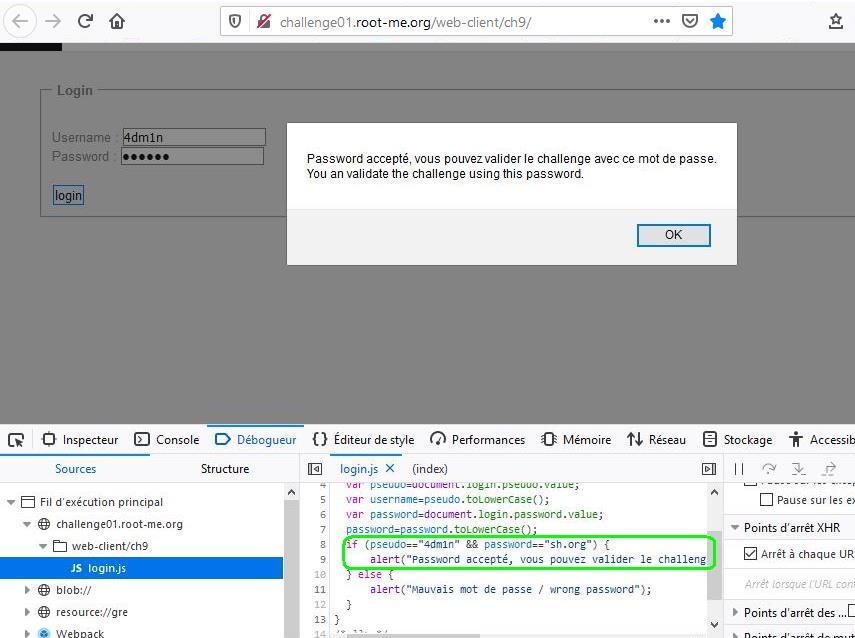 challenge01.root-me.org/web-client/ch9/
Login
Username : 4dm1n
Password : ●●●●●●
login
Password accepté, vous pouvez valider le challenge avec ce mot de passe.
You an validate the challenge using this password.
OK
Inspecteur Console Débogueur Éditeur de style Performances Mémoire Réseau Stockage Accessib
Sources Structure
Fil d'exécution principal
challenge01.root-me.org
web-client/ch9
JS login.js
blob://
resource://gre
Webpack
login.js (index)
4 var pseudo=document.login.pseudo.value;
5 var username=pseudo.toLowerCase();
6 var password=document.login.password.value;
7 password=password.toLowerCase();
8 if (pseudo=="4dm1n" && password=="sh.org") {
9 alert("Password accepté, vous pouvez valider le challeng
10 } else {
11 alert("Mauvais mot de passe / wrong password");
12 }
13 }
14
Pause sur les ex
Points d'arrêt XHR
Arrêt à chaque UR
Arrêt lorsque l'URL cont
Points d'arrêt des ...